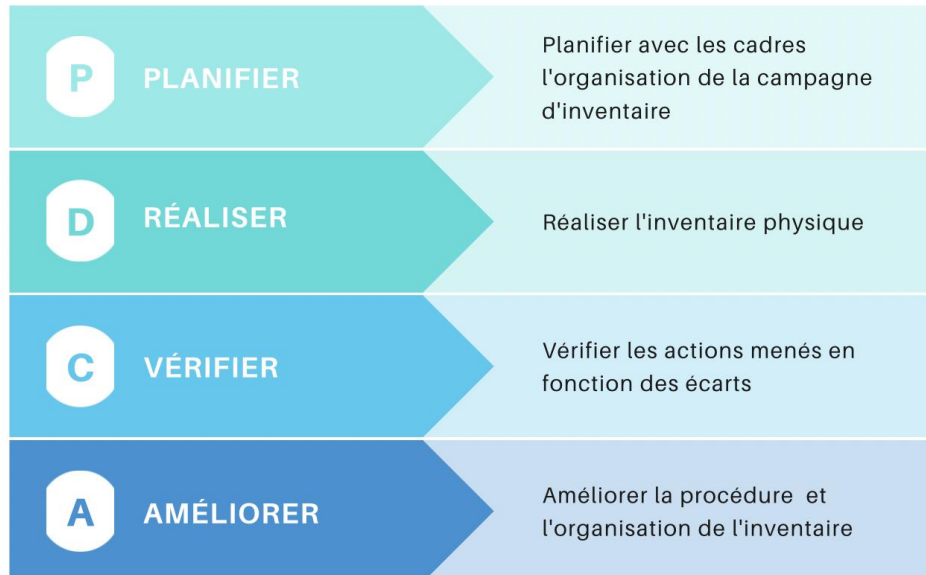 P
PLANIFIER
Planifier avec les cadres
l'organisation de la campagne
d'inventaire
D
RÉALISER
Réaliser l'inventaire physique
C
VÉRIFIER
Vérifier les actions menés en
fonction des écarts
A
AMÉLIORER
Améliorer la procédure et
l'organisation de l'inventaire